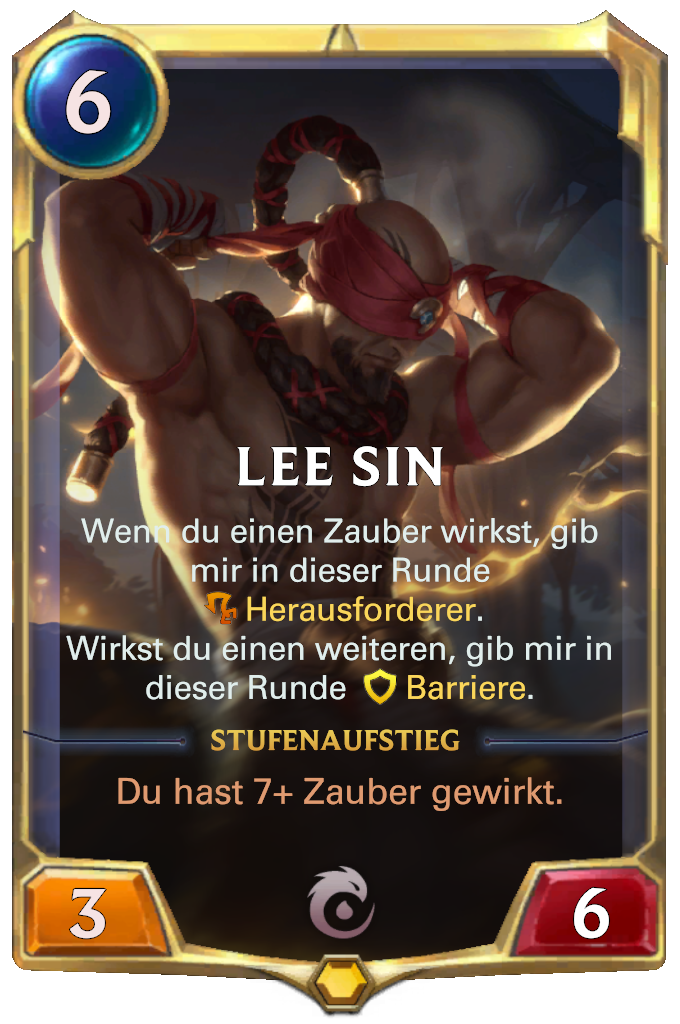 6
LEE SIN
Wenn du einen Zauber wirkst, gib
mir in dieser Runde
Herausforderer.
Wirkst du einen weiteren, gib mir in
dieser Runde Barriere.
STUFENAUFSTIEG
Du hast 7+ Zauber gewirkt.
3 6